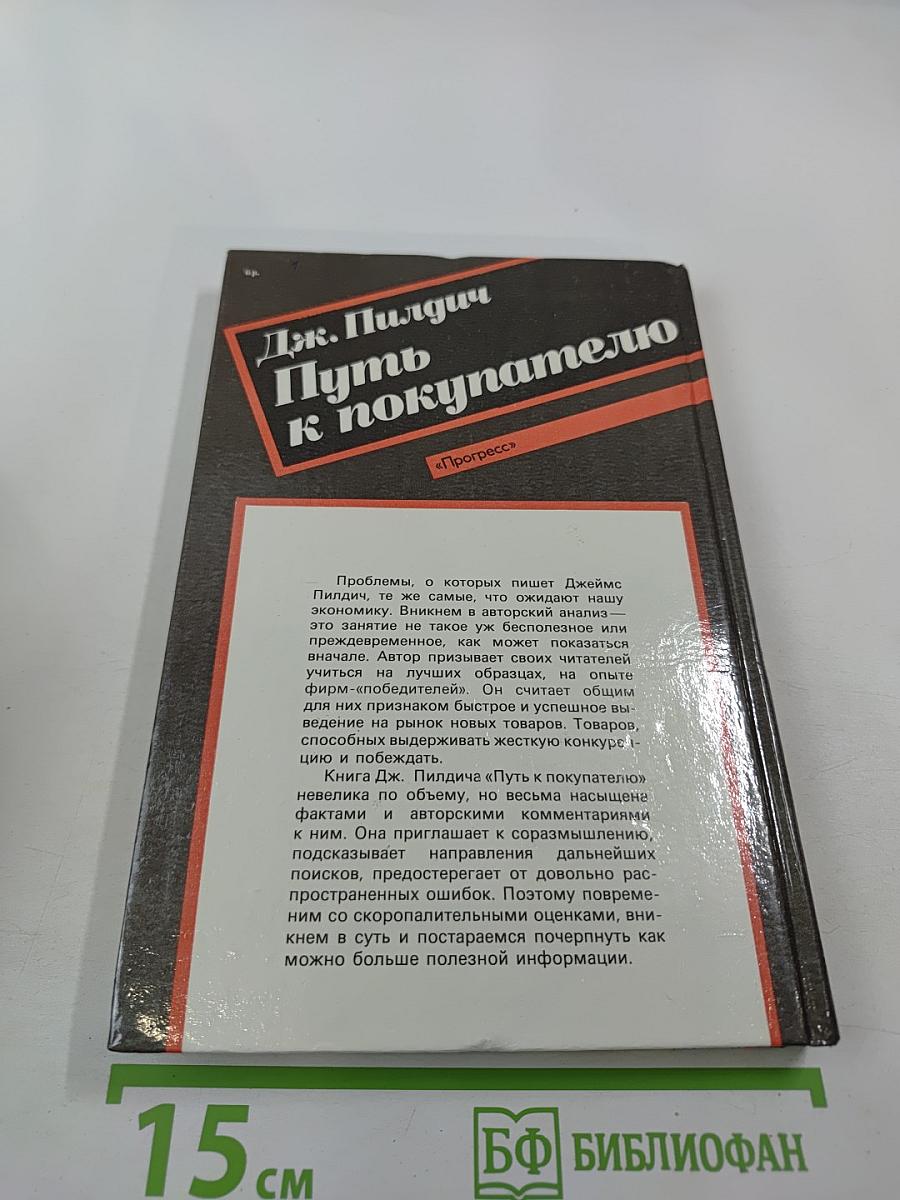 Дж. Пилдич
Путь
к покупателю
«Прогресс»
Проблемы, о которых пишет Джеймс
Пилдич, те же самые, что ожидают нашу
экономику. Вникнем в авторский анализ —
это занятие не такое уж бесполезное или
преждевременное, как может показаться
вначале. Автор призывает своих читателей
учиться на лучших образцах, на опыте
фирм-«победителей». Он считает общим
для них признаком быстрое и успешное вы-
ведение на рынок новых товаров. Товаров,
способных выдерживать жесткую конкурен-
цию и побеждать.
Книга Дж. Пилдича «Путь к покупателю»
невелика по объему, но весьма насыщена
фактами и авторскими комментариями
к ним. Она приглашает к соразмышлению,
подсказывает направления дальнейших
поисков, предостерегает от довольно рас-
пространенных ошибок. Поэтому повреме-
ним со скоропалительными оценками, вни-
кнем в суть и постараемся почерпнуть как
можно больше полезной информации.
15 см
БФ БИБЛИОФАН